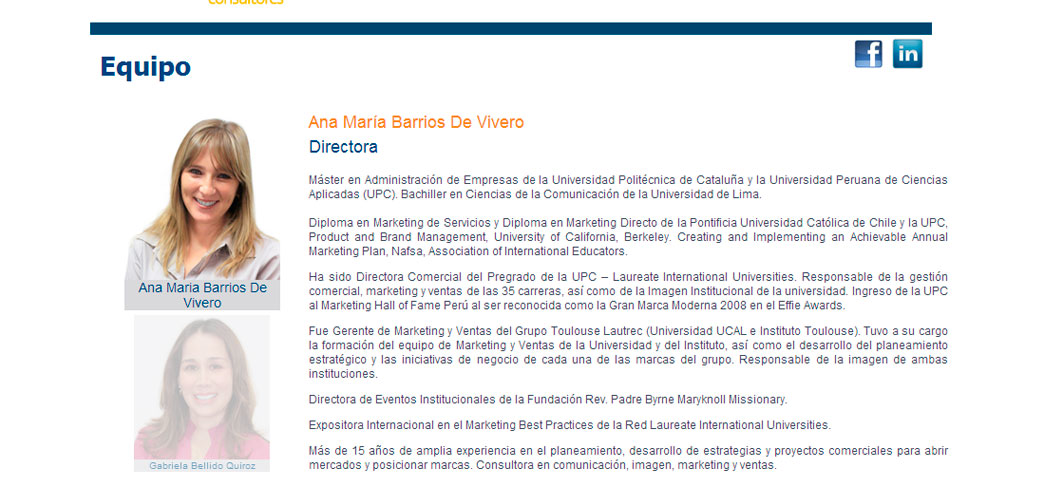 consultores
Equipo
Ana María Barrios De Vivero
Directora
Máster en Administración de Empresas de la Universidad Politécnica de Cataluña y la Universidad Peruana de Ciencias
Aplicadas (UPC). Bachiller en Ciencias de la Comunicación de la Universidad de Lima.
Diploma en Marketing de Servicios y Diploma en Marketing Directo de la Pontificia Universidad Católica de Chile y la UPC,
Product and Brand Management, University of California, Berkeley. Creating and Implementing an Achievable Annual
Marketing Plan, Nafsa, Association of International Educators.
Ha sido Directora Comercial del Pregrado de la UPC – Laureate International Universities. Responsable de la gestión
comercial, marketing y ventas de las 35 carreras, así como de la Imagen Institucional de la universidad. Ingreso de la UPC
al Marketing Hall of Fame Perú al ser reconocida como la Gran Marca Moderna 2008 en el Effie Awards.
Fue Gerente de Marketing y Ventas del Grupo Toulouse Lautrec (Universidad UCAL e Instituto Toulouse). Tuvo a su cargo
la formación del equipo de Marketing y Ventas de la Universidad y del Instituto, así como el desarrollo del planeamiento
estratégico y las iniciativas de negocio de cada una de las marcas del grupo. Responsable de la imagen de ambas
instituciones.
Directora de Eventos Institucionales de la Fundación Rev. Padre Byrne Maryknoll Missionary.
Expositora Internacional en el Marketing Best Practices de la Red Laureate International Universities.
Más de 15 años de amplia experiencia en el planeamiento, desarrollo de estrategias y proyectos comerciales para abrir
mercados y posicionar marcas. Consultora en comunicación, imagen, marketing y ventas.
Ana Maria Barrios De
Vivero
Gabriela Bellido Quiroz
f
in